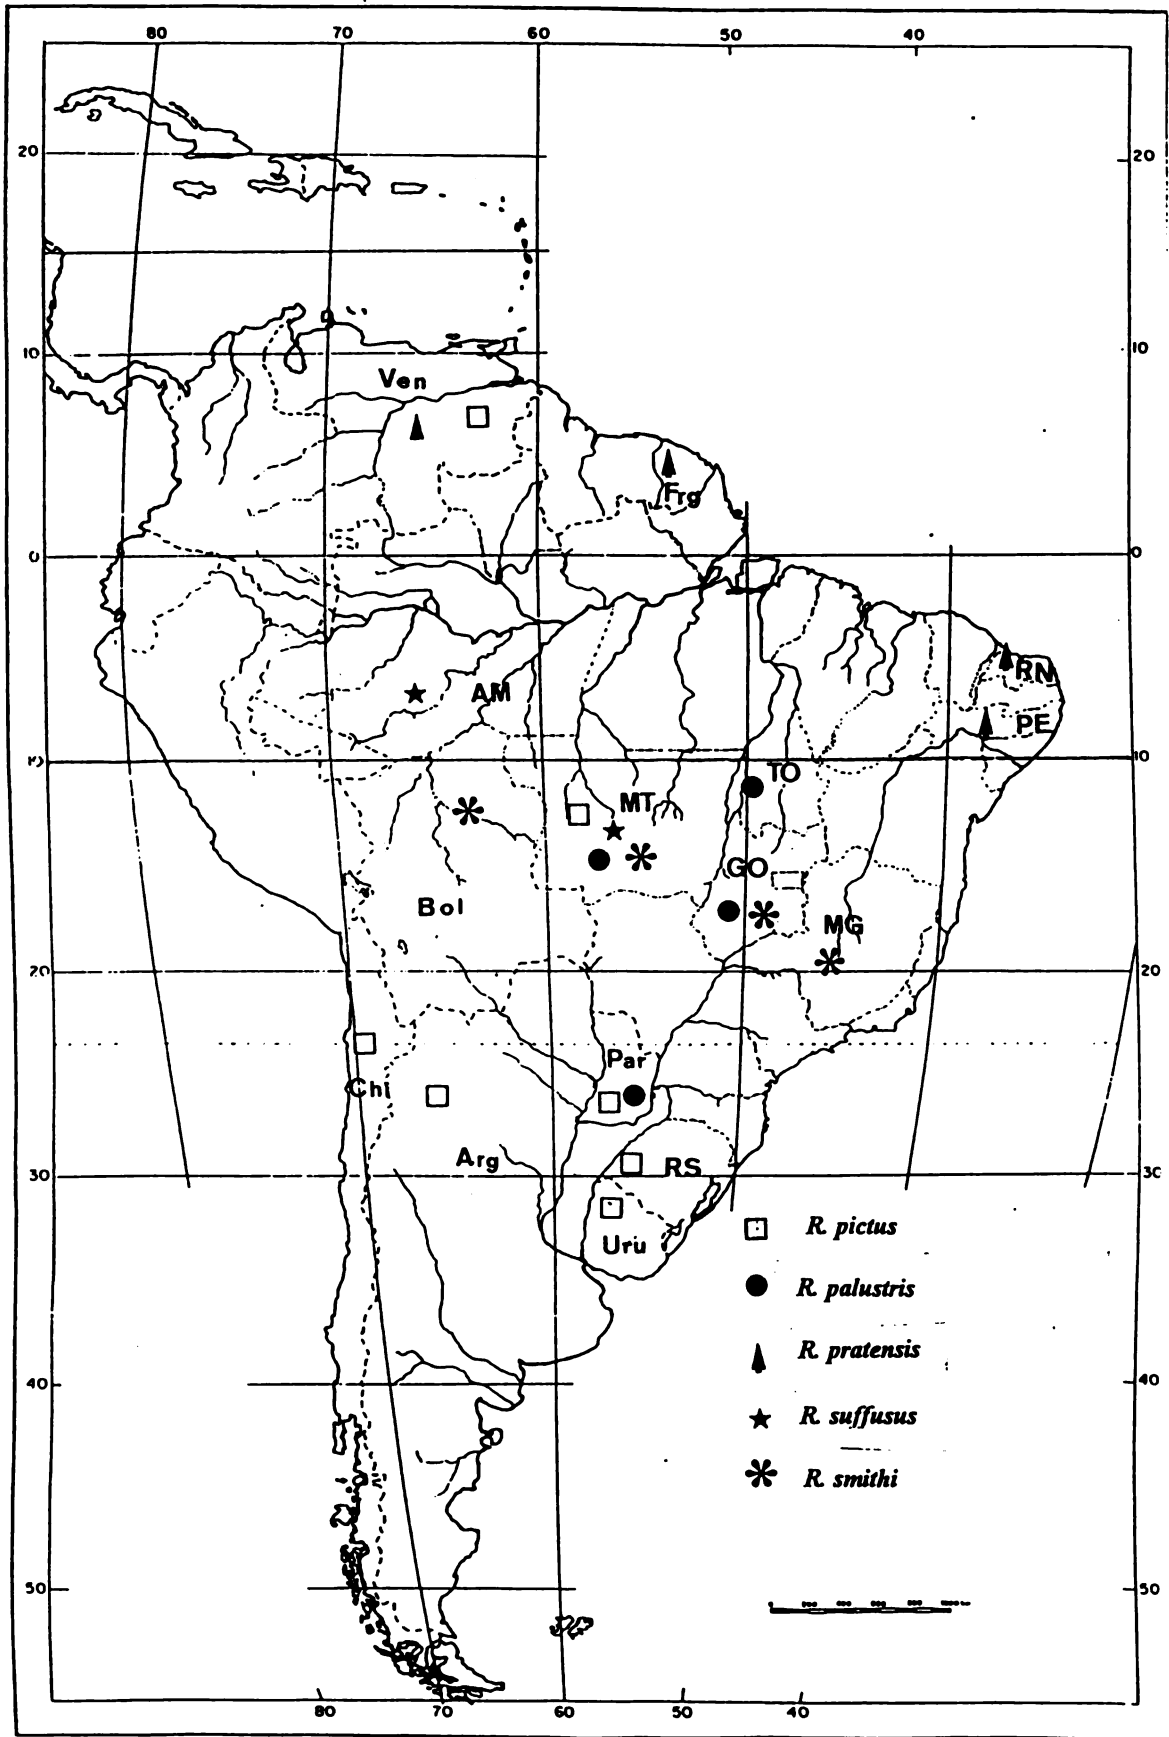 80 70 60 50 40
20 20
10 10
Ven
Frg
0 0
RN
AM
PE
10
TO
MT
GO
Bol
MG
20 20
Par
Chi
Arg RS
30 30
R. pictus
Uru
R. palustris
R. pratensis
40 40
R. suffusus
R. smithi
50 50
80 70 60 50 40